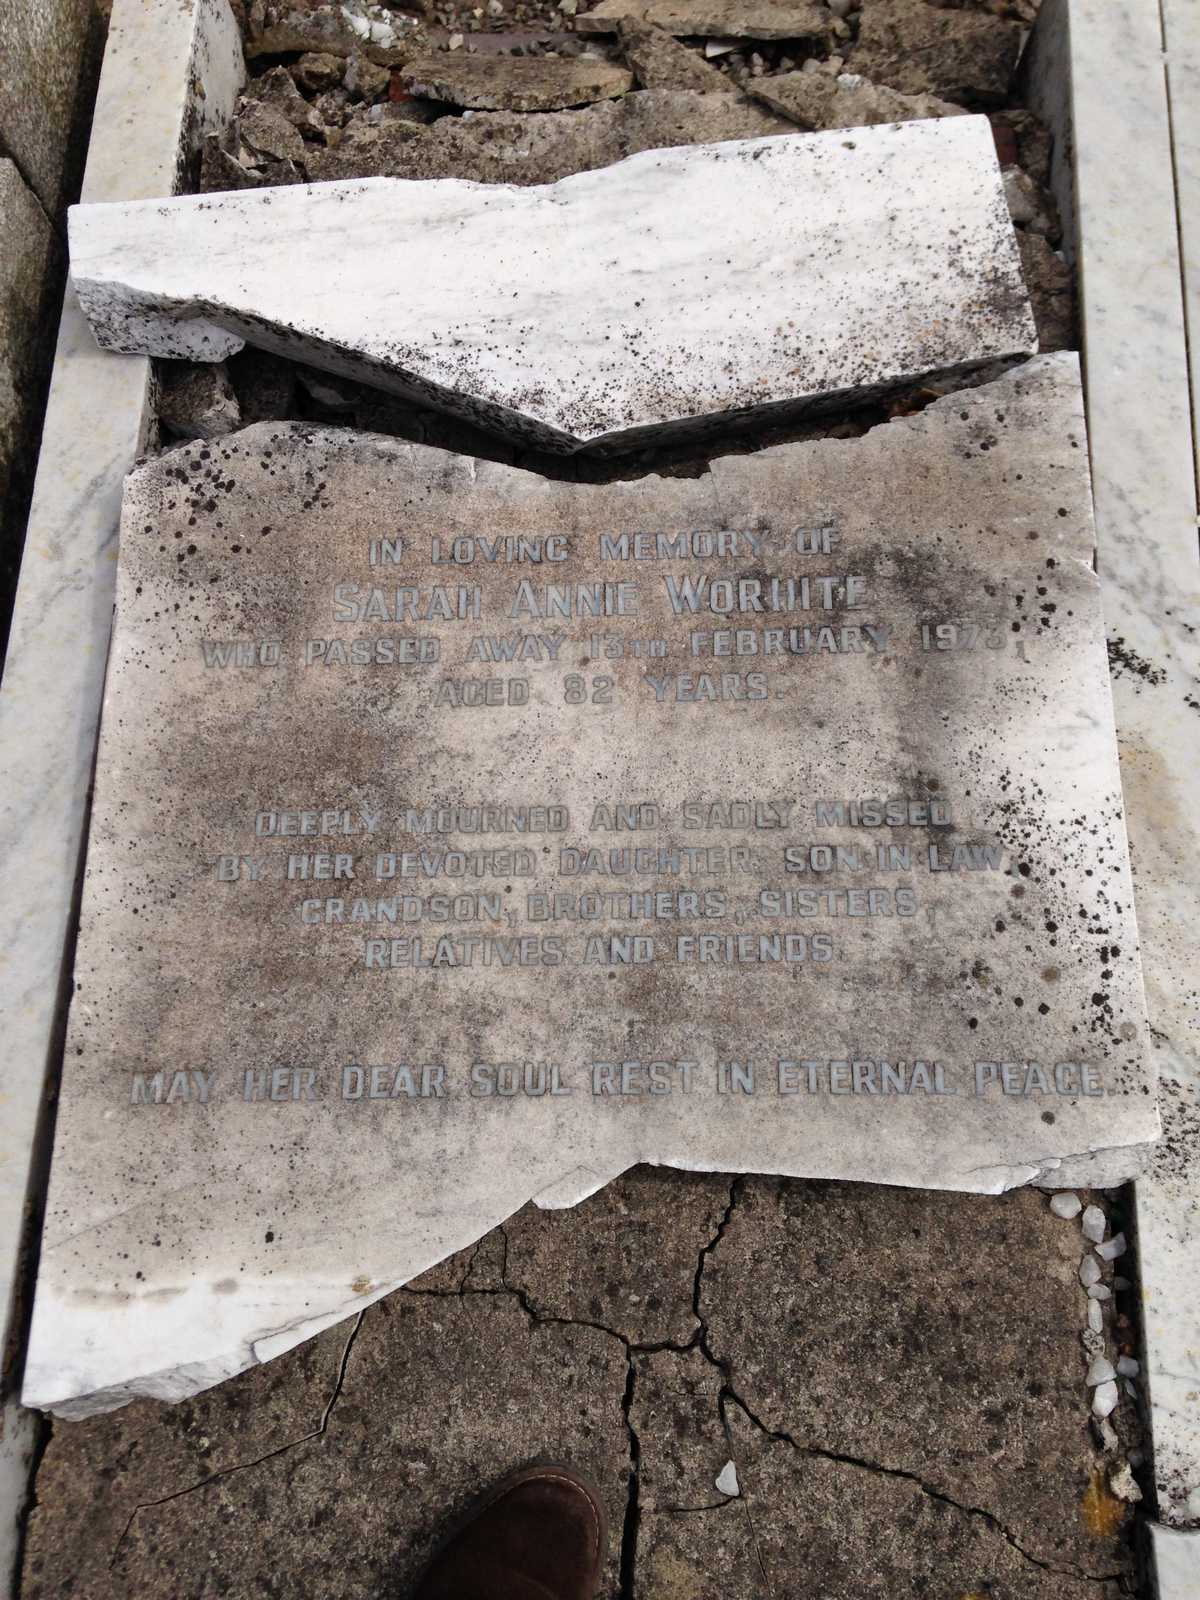 IN LOVING MEMORY OF
SARAH ANNIE WORHITE
WHO PASSED AWAY 13TH FEBRUARY 1973,
AGED 82 YEARS.
DEEPLY MOURNED AND SADLY MISSED
BY HER DEVOTED DAUGHTER, SON IN LAW,
GRANDSON, BROTHERS, SISTERS,
RELATIVES AND FRIENDS.
MAY HER DEAR SOUL REST IN ETERNAL PEACE.